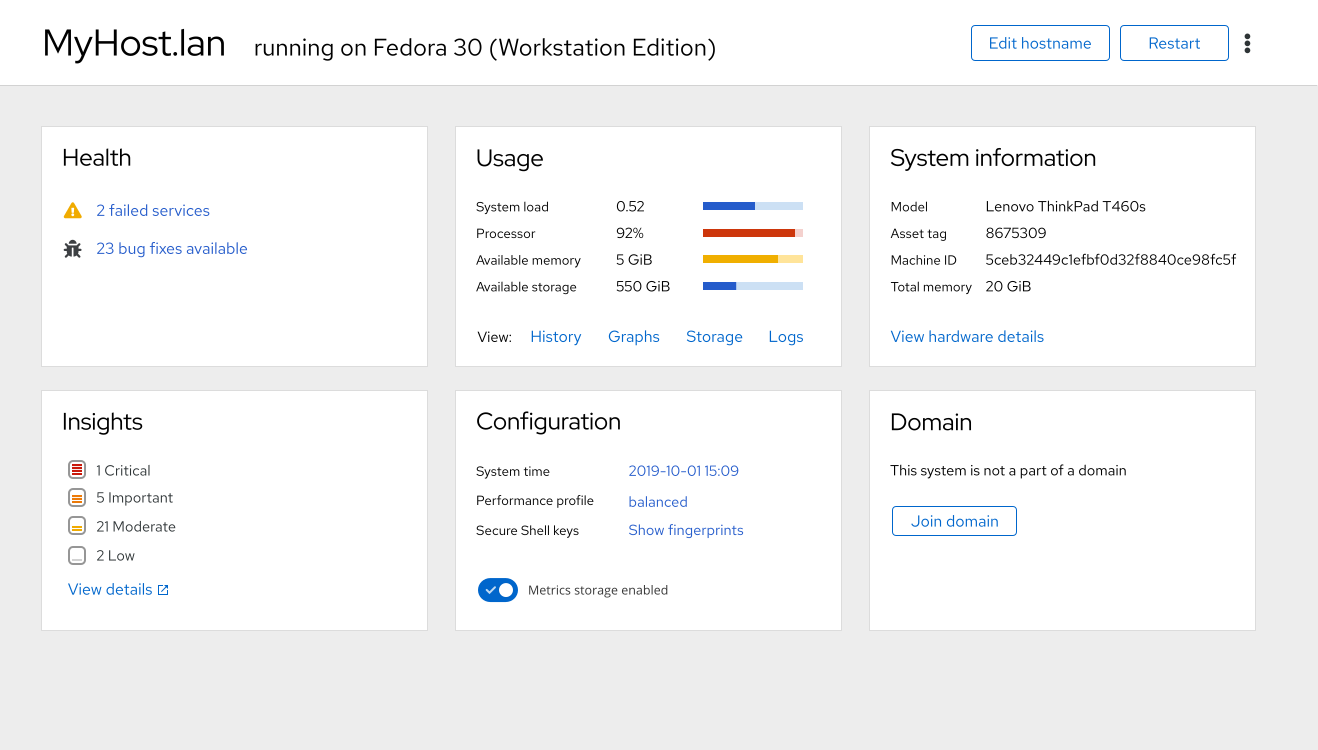 MyHost.lan running on Fedora 30 (Workstation Edition) Edit hostname Restart
Health
2 failed services
23 bug fixes available
Usage
System load 0.52
Processor 92%
Available memory 5 GiB
Available storage 550 GiB
View: History Graphs Storage Logs
System information
Model Lenovo ThinkPad T460s
Asset tag 8675309
Machine ID 5ceb32449c1efbf0d32f8840ce98fc5f
Total memory 20 GiB
View hardware details
Insights
1 Critical
5 Important
21 Moderate
2 Low
View details
Configuration
System time 2019-10-01 15:09
Performance profile balanced
Secure Shell keys Show fingerprints
Metrics storage enabled
Domain
This system is not a part of a domain
Join domain